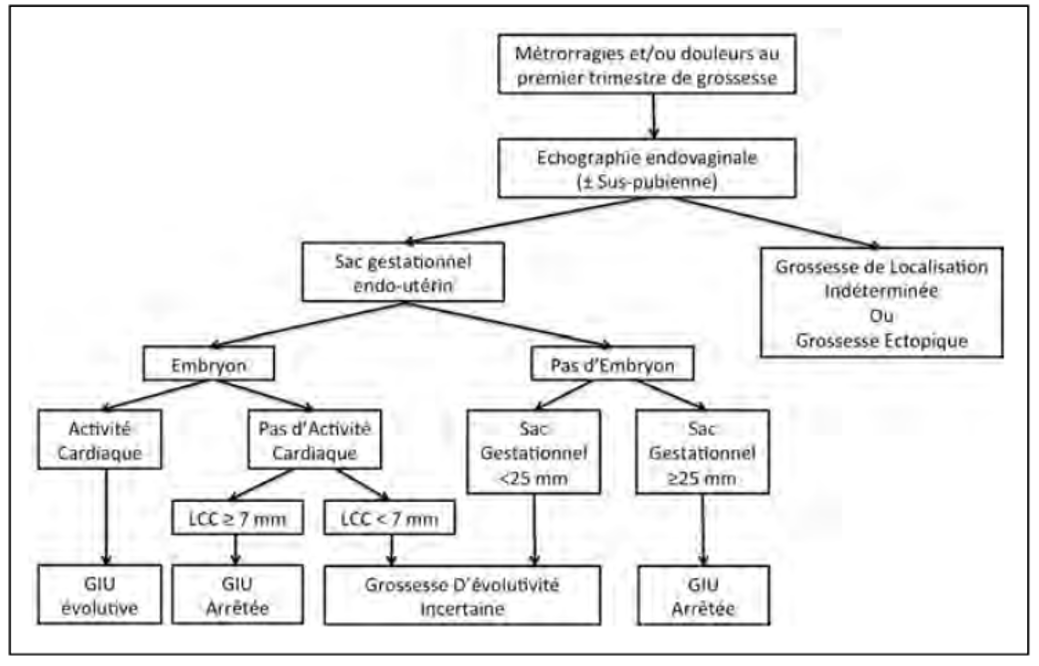 Métrorragies et/ou douleurs au
premier trimestre de grossesse
Echographie endovaginale
(± Sus-pubienne)
Sac gestationnel
endo-utérin
Grossesse de Localisation
Indéterminée
Ou
Grossesse Ectopique
Embryon
Pas d'Embryon
Activité
Cardiaque
Pas d'Activité
Cardiaque
Sac
Gestationnel
<25 mm
Sac
Gestationnel
≥25 mm
LCC ≥ 7 mm
LCC < 7 mm
GIU
évolutive
GIU
Arrêtée
Grossesse D'évolutivité
Incertaine
GIU
Arrêtée